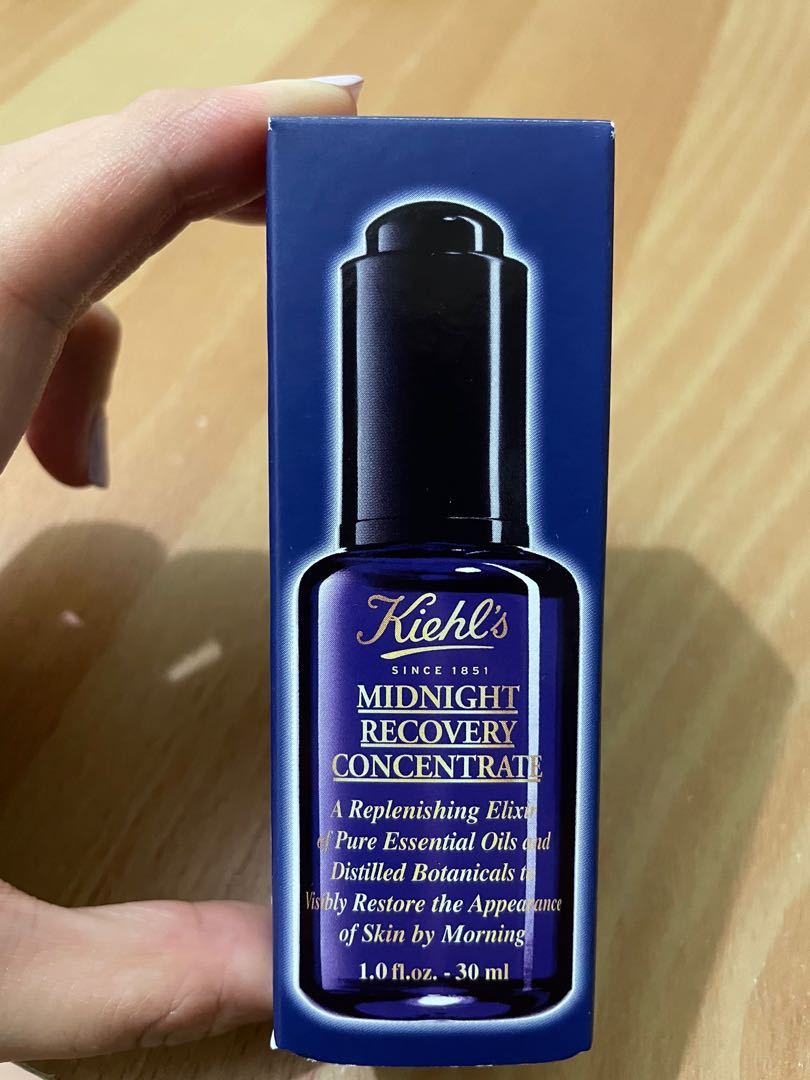 Kiehl's
SINCE 1851
MIDNIGHT
RECOVERY
CONCENTRATE
A Replenishing Elixir
of Pure Essential Oils and
Distilled Botanicals to
Visibly Restore the Appearance
of Skin by Morning
1.0 fl.oz. - 30 ml